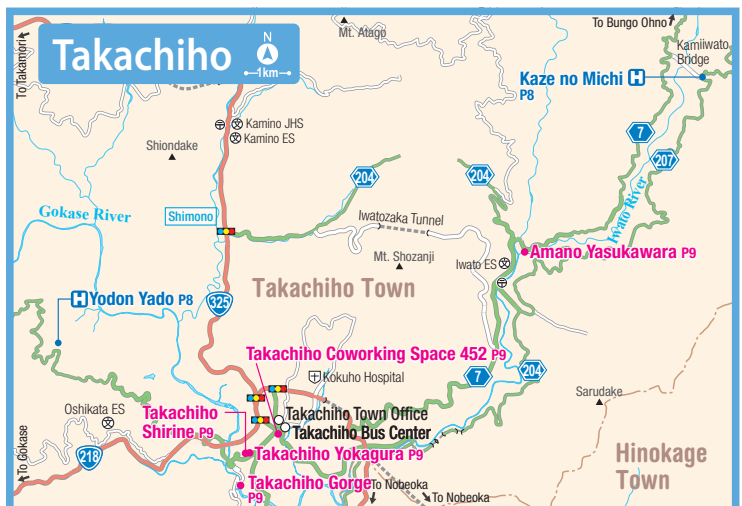 Takachiho
N
1km
To Takamori
Mt. Atago
To Bungo Ohno
Kamiiwato
Bridge
Kaze no Michi H
P8
Kamino JHS
Kamino ES
Shiondake
7
207
204
204
Gokase River
Shimono
Iwatozaka Tunnel
Iwato River
Mt. Shozanji
Iwato ES
Amano Yasukawara P9
Takachiho Town
H Yodon Yado P8
325
Takachiho Coworking Space 452 P9
7
204
Kokuho Hospital
Sarudake
Oshikata ES
Takachiho
Shirine P9
Takachiho Town Office
Takachiho Bus Center
218
To Gokase
Takachiho Yokagura P9
Hinokage
Town
Takachiho Gorge
P9
To Nobeoka
To Nobeoka